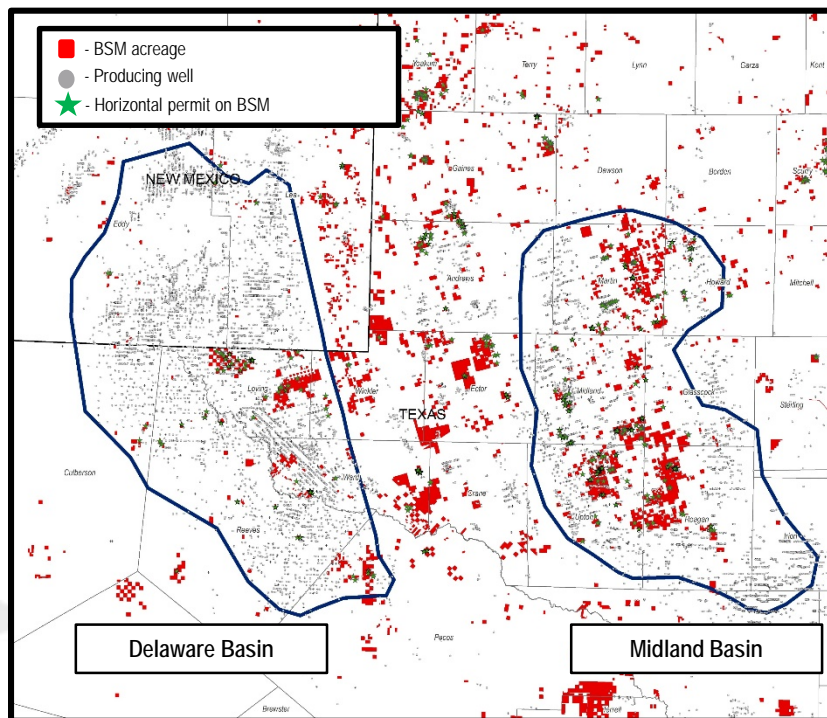 - BSM acreage
- Producing well
- Horizontal permit on BSM
Yoakum
Terry
Lynn
Garza
Kent
NEW MEXICO
Lea
Gaines
Dawson
Borden
Scurry
Eddy
Andrews
Martin
Howard
Mitchell
Loving
Winkler
Ector
Midland
Glasscock
Sterling
TEXAS
Culberson
Ward
Crane
Upton
Reagan
Irion
Reeves
Pecos
Delaware Basin
Midland Basin
Brewster
Terrell